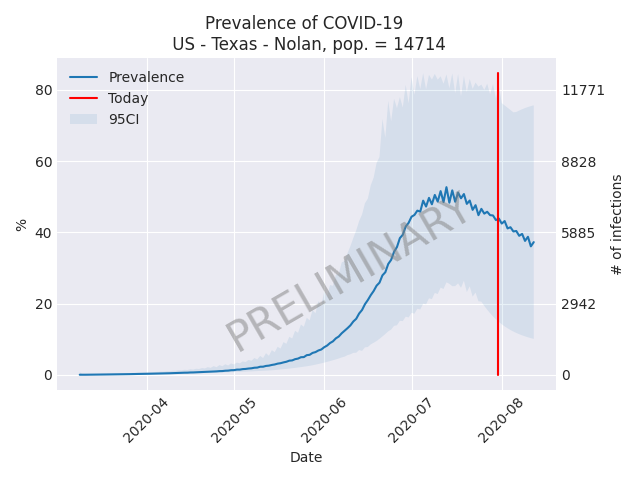 Prevalence of COVID-19
US - Texas - Nolan, pop. = 14714
Prevalence
Today
95CI
80
60
40
20
0
%
11771
8828
5885
2942
0
# of infections
PRELIMINARY
2020-04
2020-05
2020-06
2020-07
2020-08
Date